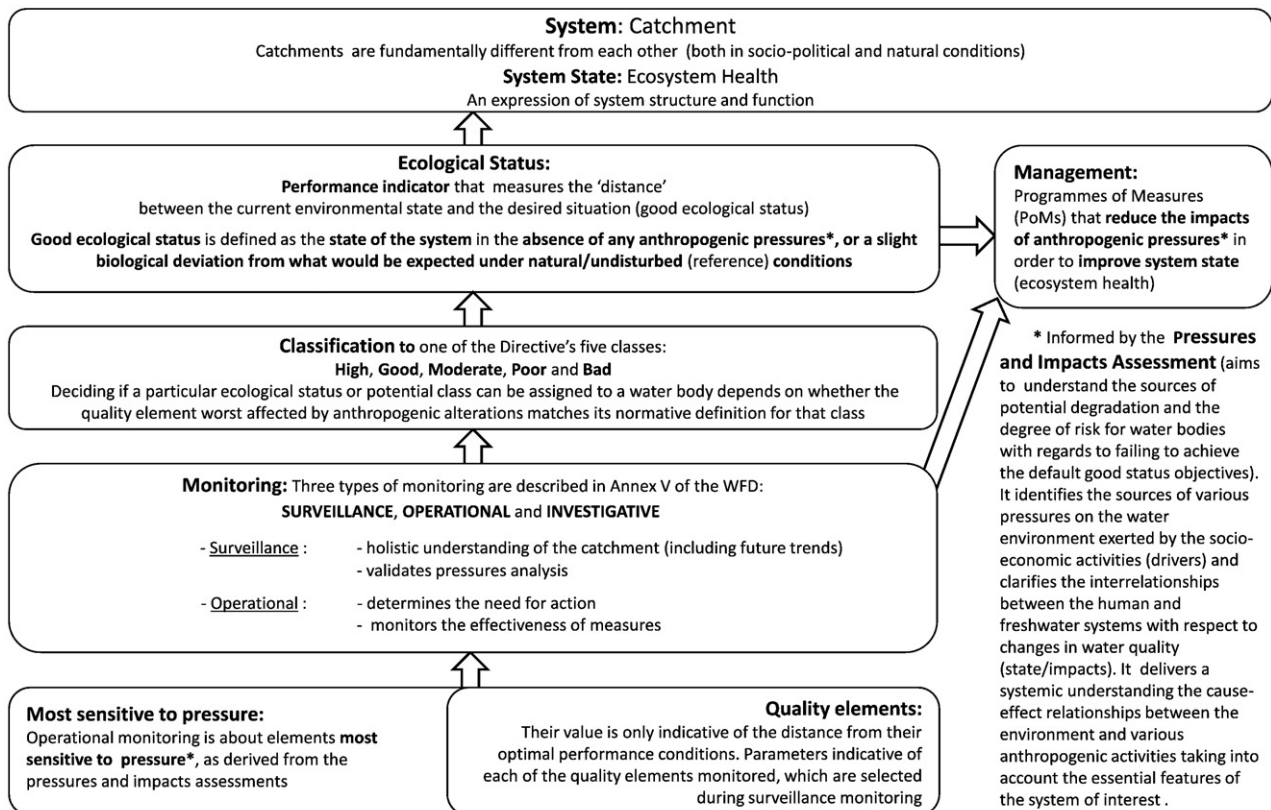 System: Catchment
Catchments are fundamentally different from each other (both in socio-political and natural conditions)
System State: Ecosystem Health
An expression of system structure and function
Ecological Status:
Performance indicator that measures the 'distance'
between the current environmental state and the desired situation (good ecological status)
Good ecological status is defined as the state of the system in the absence of any anthropogenic pressures*, or a slight
biological deviation from what would be expected under natural/undisturbed (reference) conditions
Management:
Programmes of Measures
(PoMs) that reduce the impacts
of anthropogenic pressures* in
order to improve system state
(ecosystem health)
Classification to one of the Directive's five classes:
High, Good, Moderate, Poor and Bad
Deciding if a particular ecological status or potential class can be assigned to a water body depends on whether the
quality element worst affected by anthropogenic alterations matches its normative definition for that class
Monitoring: Three types of monitoring are described in Annex V of the WFD:
SURVEILLANCE, OPERATIONAL and INVESTIGATIVE
- Surveillance : - holistic understanding of the catchment (including future trends)
- validates pressures analysis
- Operational : - determines the need for action
- monitors the effectiveness of measures
Most sensitive to pressure:
Operational monitoring is about elements most
sensitive to pressure*, as derived from the
pressures and impacts assessments
Quality elements:
Their value is only indicative of the distance from their
optimal performance conditions. Parameters indicative
of each of the quality elements monitored, which are selected
during surveillance monitoring
* Informed by the Pressures
and Impacts Assessment (aims
to understand the sources of
potential degradation and the
degree of risk for water bodies
with regards to failing to achieve
the default good status objectives).
It identifies the sources of various
pressures on the water
environment exerted by the socio-
economic activities (drivers) and
clarifies the interrelationships
between the human and
freshwater systems with respect to
changes in water quality
(state/impacts). It delivers a
systemic understanding the cause-
effect relationships between the
environment and various
anthropogenic activities taking into
account the essential features of
the system of interest .